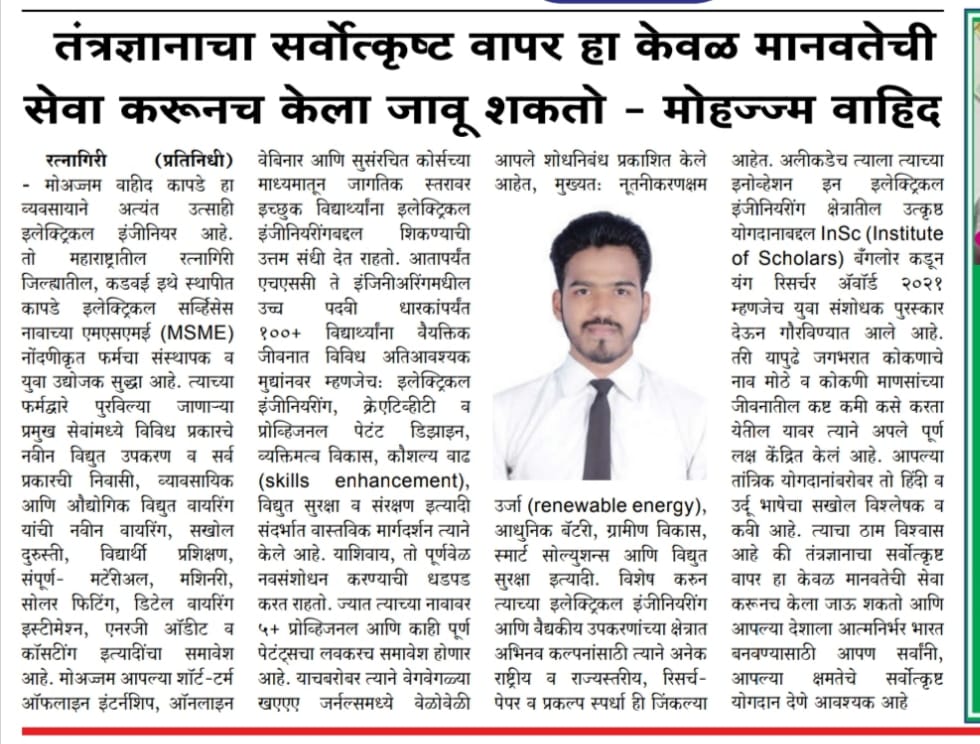 तंत्रज्ञानाचा सर्वोत्कृष्ट वापर हा केवळ मानवतेची
सेवा करूनच केला जावू शकतो - मोहज्ज्म वाहिद
रत्नागिरी (प्रतिनिधी)
- मोअज्जम वाहीद कापडे हा
व्यवसायाने अत्यंत उत्साही
इलेक्ट्रिकल इंजीनियर आहे.
तो महाराष्ट्रातील रत्नागिरी
जिल्ह्यातील, कडवई इथे स्थापीत
कापडे इलेक्ट्रिकल सर्व्हिसेस
नावाच्या एमएसएमई (MSME)
नोंदणीकृत फर्मचा संस्थापक व
युवा उद्योजक सुद्धा आहे. त्याच्या
फर्मद्वारे पुरविल्या जाणाऱ्या
प्रमुख सेवांमध्ये विविध प्रकारचे
नवीन विद्युत उपकरण व सर्व
प्रकारची निवासी, व्यावसायिक
आणि औद्योगिक विद्युत वायरिंग
यांची नवीन वायरिंग, सखोल
दुरुस्ती, विद्यार्थी प्रशिक्षण,
संपूर्ण- मटेरीअल, मशिनरी,
सोलर फिटिंग, डिटेल वायरिंग
इस्टीमेश्न, एनरजी ऑडीट व
कॉस्टींग इत्यादींचा समावेश
आहे. मोअज्जम आपल्या शॉर्ट-टर्म
ऑफलाइन इंटर्नशिप, ऑनलाइन
वेबिनार आणि सुसंरचित कोर्सच्या
माध्यमातून जागतिक स्तरावर
इच्छुक विद्यार्थ्यांना इलेक्ट्रिकल
इंजीनियरिंगबद्दल शिकण्याची
उत्तम संधी देत राहतो. आतापर्यंत
एचएससी ते इंजिनीअरिंगमधील
उच्च पदवी धारकांपर्यंत
१००+ विद्यार्थ्यांना वैयक्तिक
जीवनात विविध अतिआवश्यक
मुद्यांनवर म्हणजेच: इलेक्ट्रिकल
इंजीनियरींग, क्रेएटिव्हीटी व
प्रोव्हिजनल पेटंट डिझाइन,
व्यक्तिमत्व विकास, कौशल्य वाढ
(skills enhancement),
विद्युत सुरक्षा व संरक्षण इत्यादी
संदर्भात वास्तविक मार्गदर्शन त्याने
केले आहे. याशिवाय, तो पूर्णवेळ
नवसंशोधन करण्याची धडपड
करत राहतो. ज्यात त्याच्या नावावर
५+ प्रोव्हिजनल आणि काही पूर्ण
पेटंट्सचा लवकरच समावेश होणार
आहे. याचबरोबर त्याने वेगवेगळ्या
खएएए जर्नल्समध्ये वेळोवेळी
आपले शोधनिबंध प्रकाशित केले
आहेत, मुख्यतः नूतनीकरणक्षम
उर्जा (renewable energy),
आधुनिक बॅटरी, ग्रामीण विकास,
स्मार्ट सोल्युशन्स आणि विद्युत
सुरक्षा इत्यादी. विशेष करुन
त्याच्या इलेक्ट्रिकल इंजीनियरींग
आणि वैद्यकीय उपकरणांच्या क्षेत्रात
अभिनव कल्पनांसाठी त्याने अनेक
राष्ट्रीय व राज्यस्तरीय, रिसर्च-
पेपर व प्रकल्प स्पर्धा ही जिंकल्या
आहेत. अलीकडेच त्याला त्याच्या
इनोव्हेशन इन इलेक्ट्रिकल
इंजीनियरींग क्षेत्रातील उत्कृष्ठ
योगदानाबद्दल InSc (Institute
of Scholars) बँगलोर कडून
यंग रिसर्चर अ‍ॅवॉर्ड २०२१
म्हणजेच युवा संशोधक पुरस्कार
देऊन गौरविण्यात आले आहे.
तरी यापुढे जगभरात कोकणाचे
नाव मोठे व कोकणी माणसांच्या
जीवनातील कष्ट कमी कसे करता
येतील यावर त्याने अपले पूर्ण
लक्ष केंद्रित केलं आहे. आपल्या
तांत्रिक योगदानांबरोबर तो हिंदी व
उर्दू भाषेचा सखोल विश्लेषक व
कवी आहे. त्याचा ठाम विश्वास
आहे की तंत्रज्ञानाचा सर्वोत्कृष्ट
वापर हा केवळ मानवतेची सेवा
करूनच केला जाऊ शकतो आणि
आपल्या देशाला आत्मनिर्भर भारत
बनवण्यासाठी आपण सर्वांनी,
आपल्या क्षमतेचे सर्वोत्कृष्ट
योगदान देणे आवश्यक आहे